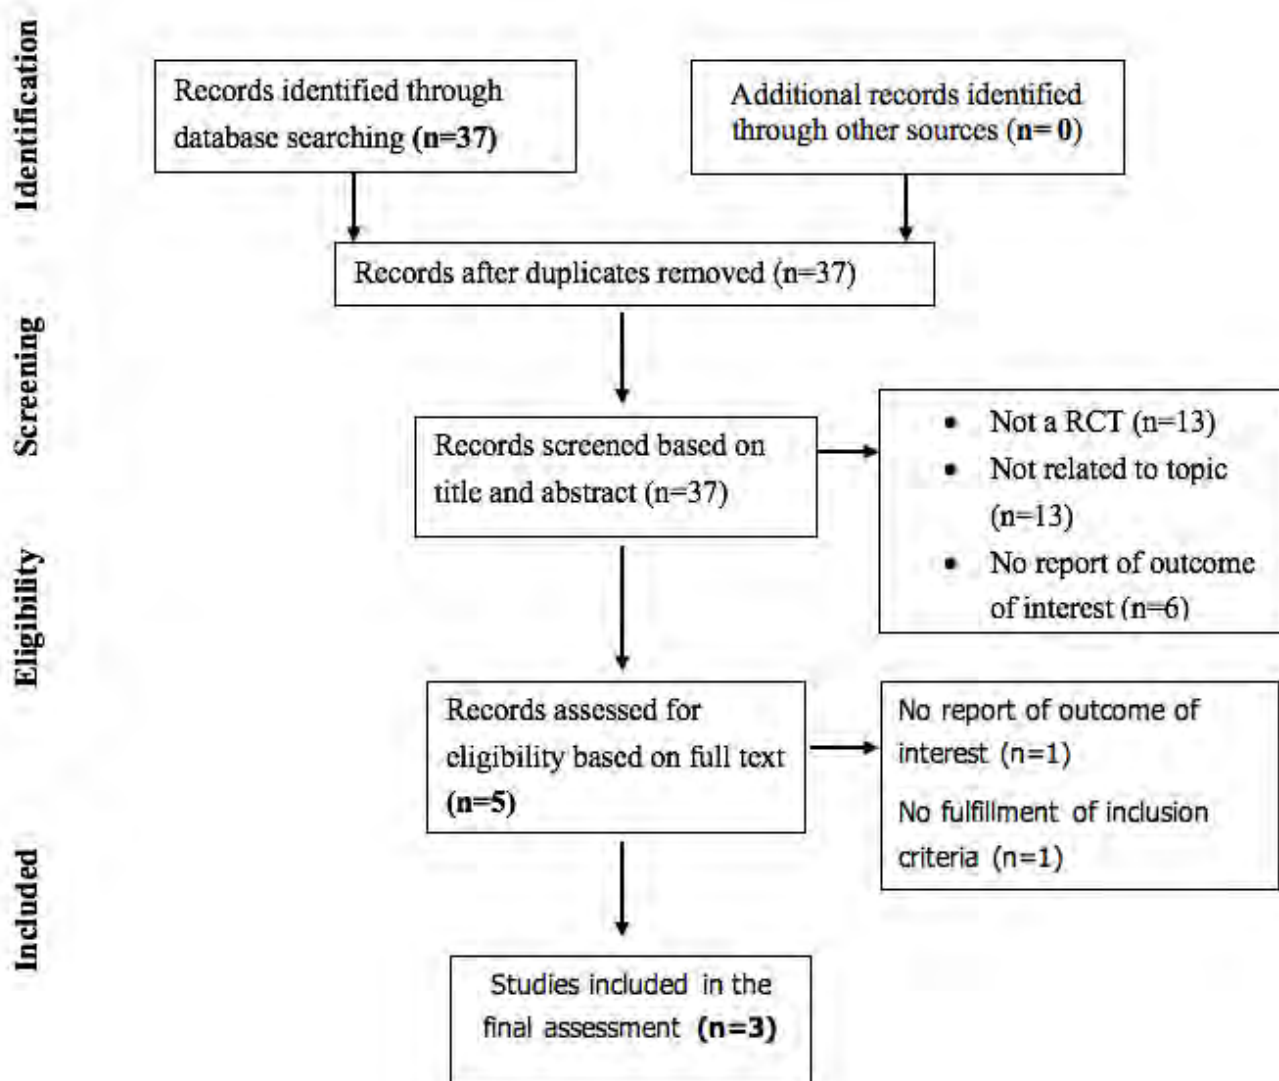 Identification
Records identified through
database searching (n=37)
Additional records identified
through other sources (n= 0)
Records after duplicates removed (n=37)
Screening
Records screened based on
title and abstract (n=37)
• Not a RCT (n=13)
• Not related to topic
(n=13)
• No report of outcome
of interest (n=6)
Eligibility
Records assessed for
eligibility based on full text
(n=5)
No report of outcome of
interest (n=1)
No fulfillment of inclusion
criteria (n=1)
Included
Studies included in the
final assessment (n=3)